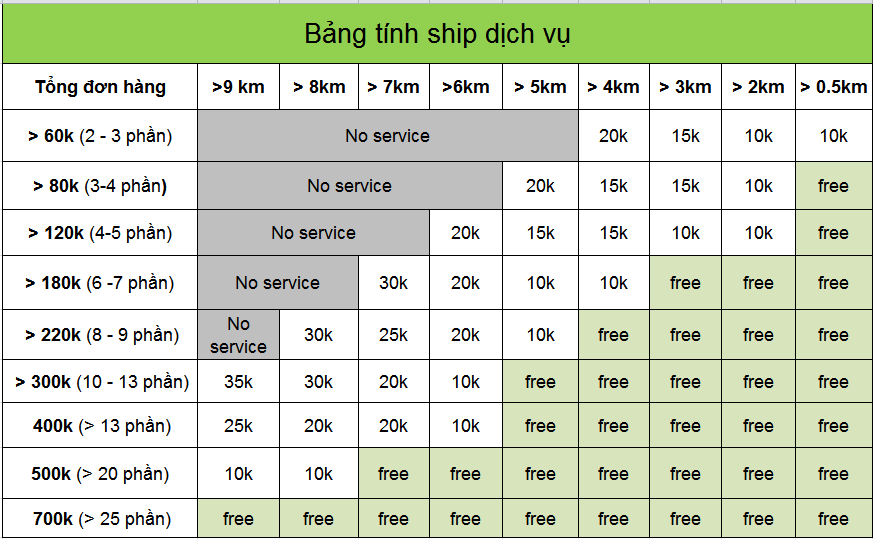 Bảng tính ship dịch vụ
Tổng đơn hàng >9 km > 8km > 7km >6km > 5km > 4km > 3km > 2km > 0.5km
> 60k (2 - 3 phần) No service 20k 15k 10k 10k
> 80k (3-4 phần) No service 20k 15k 15k 10k free
> 120k (4-5 phần) No service 20k 15k 15k 10k 10k free
> 180k (6 -7 phần) No service 30k 20k 10k 10k free free free
> 220k (8 - 9 phần) No service 30k 25k 20k 10k free free free free
> 300k (10 - 13 phần) 35k 30k 20k 10k free free free free free
400k (> 13 phần) 25k 20k 20k 10k free free free free free
500k (> 20 phần) 10k 10k free free free free free free free
700k (> 25 phần) free free free free free free free free free